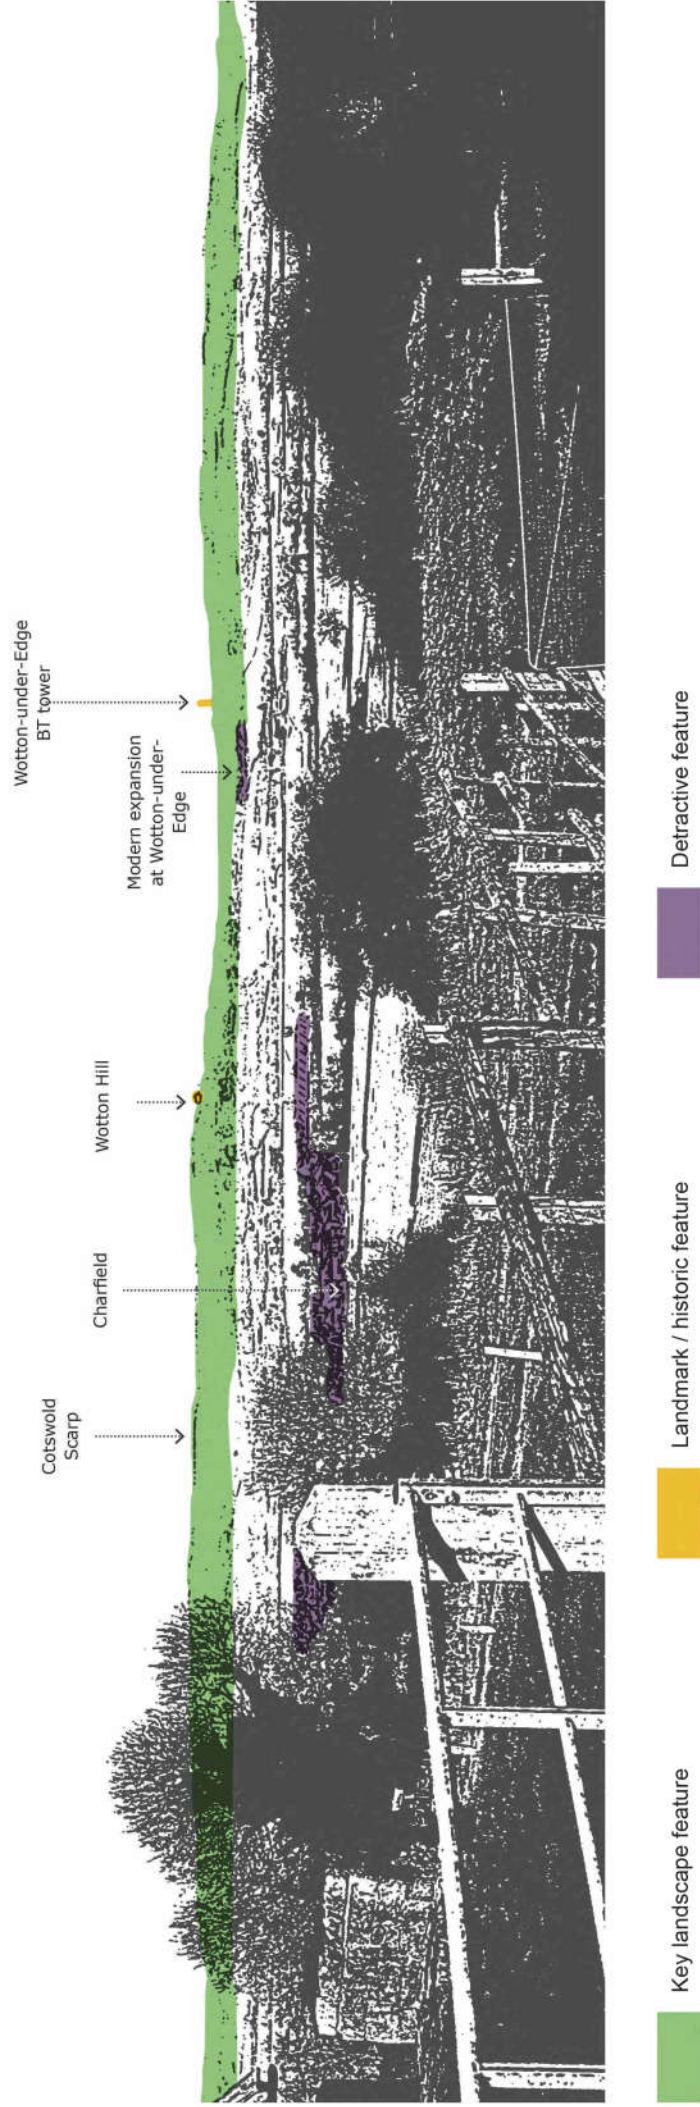 Cotswold
Scarp
Charfield
Wotton Hill
Modern expansion
at Wotton-under-
Edge
Wotton-under-Edge
BT tower
Key landscape feature
Landmark / historic feature
Detractive feature